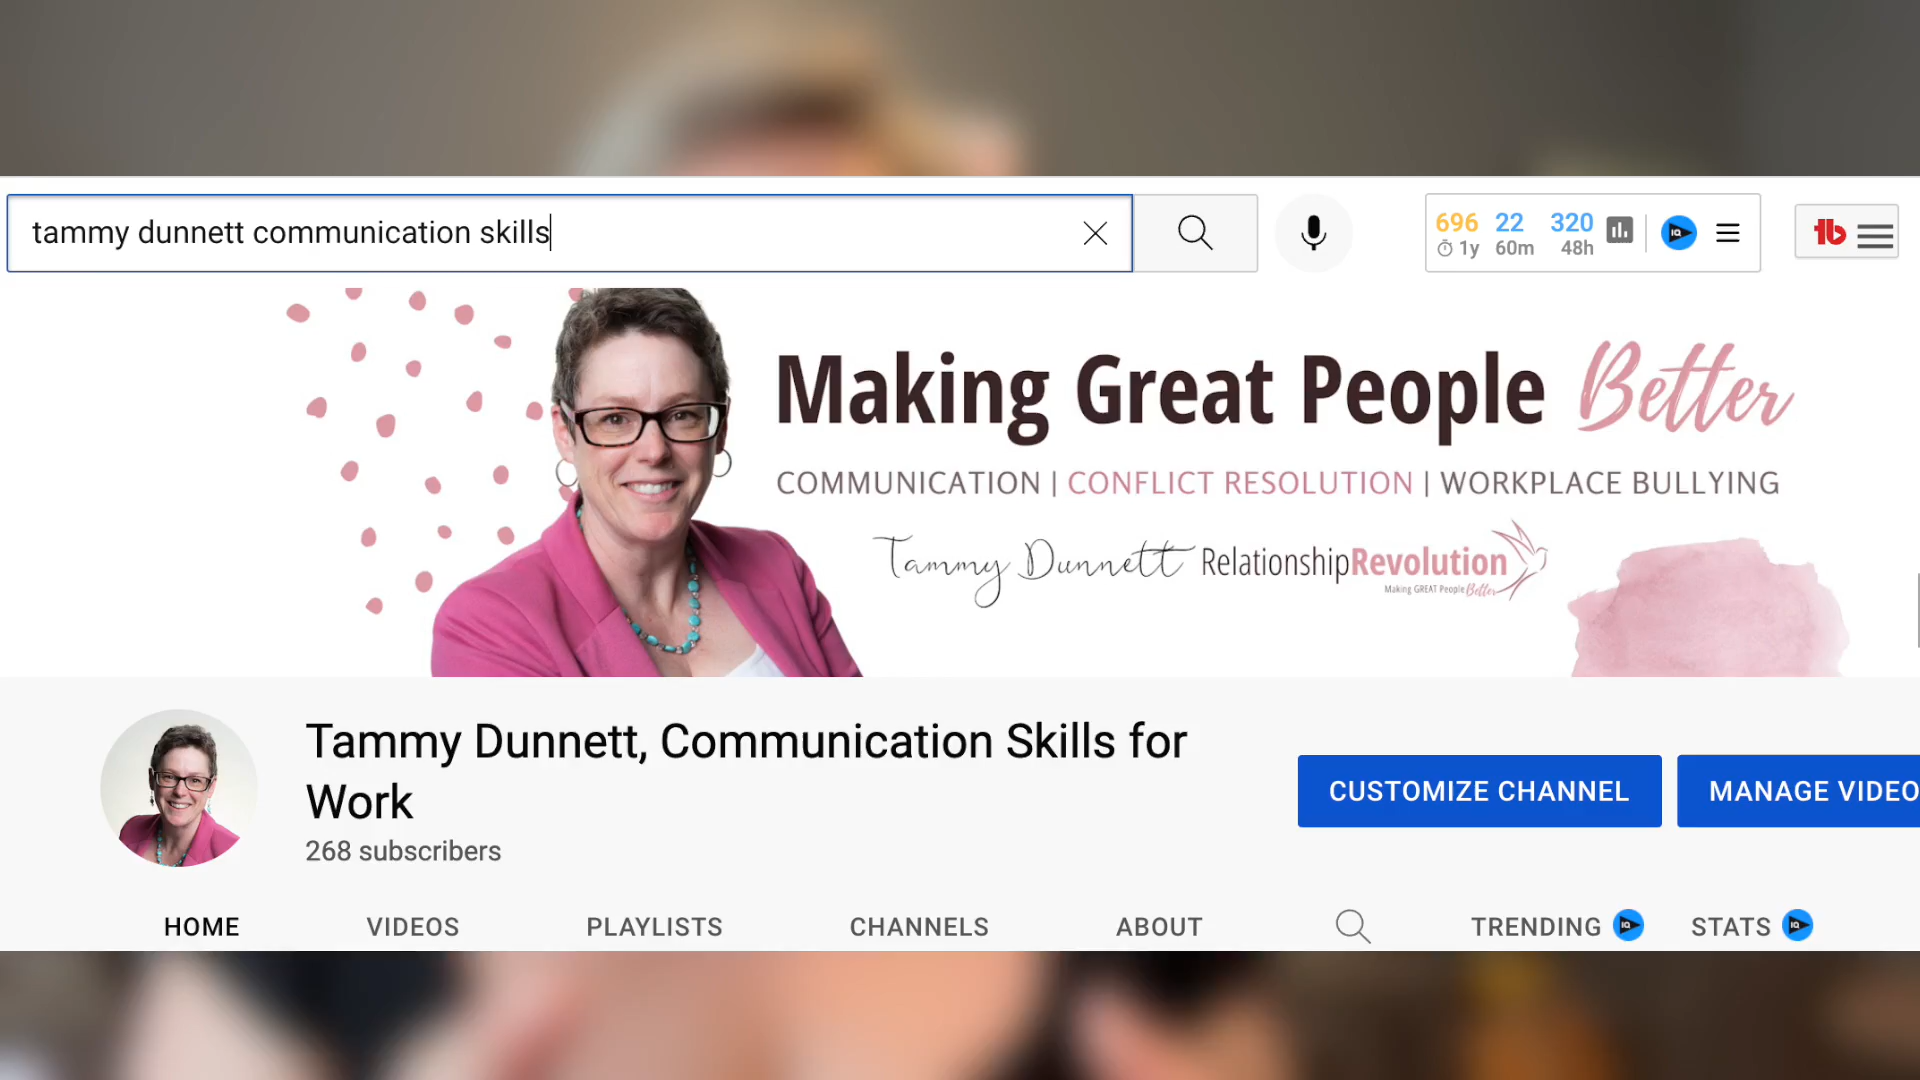 tammy dunnett communication skills
696 22 320
1y 60m 48h
Making Great People Better
COMMUNICATION | CONFLICT RESOLUTION | WORKPLACE BULLYING
Tammy Dunnett RelationshipRevolution
Making GREAT People Better
Tammy Dunnett, Communication Skills for
Work
268 subscribers
CUSTOMIZE CHANNEL
MANAGE VIDEO
HOME VIDEOS PLAYLISTS CHANNELS ABOUT TRENDING IQ STATS IQ